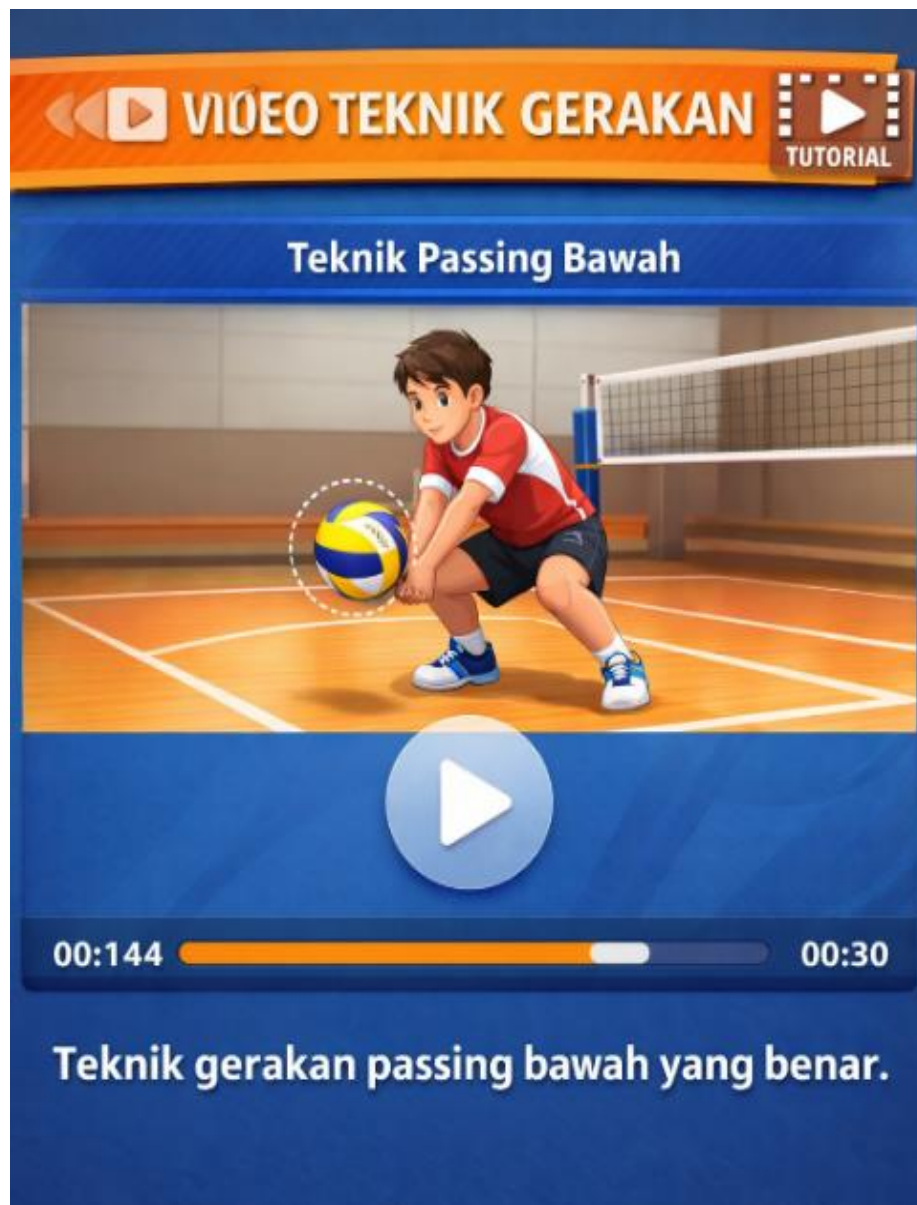 VIDEO TEKNIK GERAKAN
TUTORIAL
Teknik Passing Bawah
00:144
00:30
Teknik gerakan passing bawah yang benar.